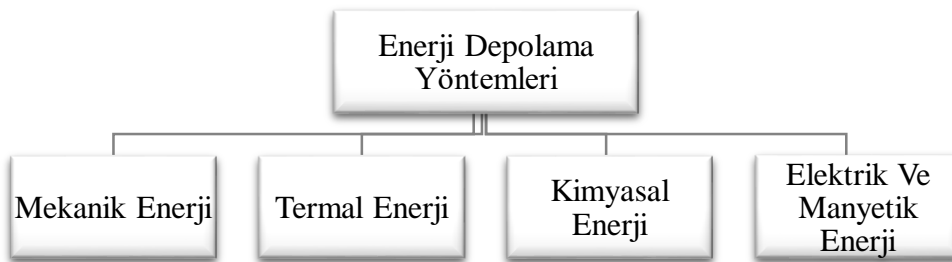 Enerji Depolama
Yöntemleri
Mekanik Enerji
Termal Enerji
Kimyasal
Enerji
Elektrik Ve
Manyetik
Enerji